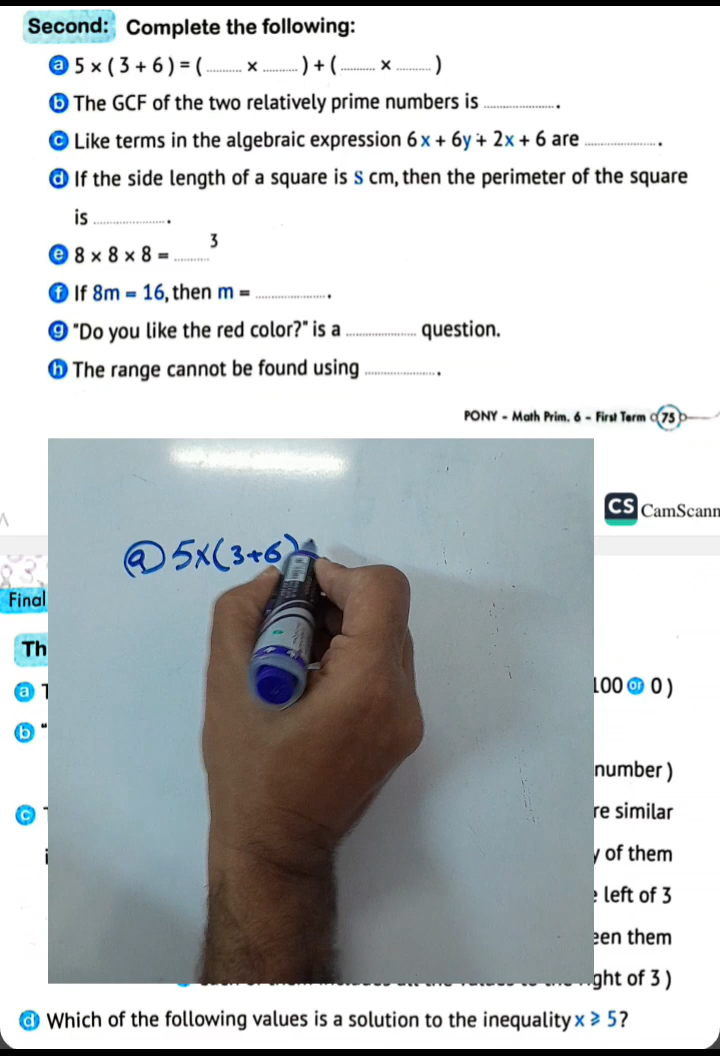 Second: Complete the following:
ⓐ 5 × ( 3 + 6 ) = ( ........ × ........ ) + ( ........ × ........ )
ⓑ The GCF of the two relatively prime numbers is ................ .
ⓒ Like terms in the algebraic expression 6x + 6y + 2x + 6 are ................ .
ⓓ If the side length of a square is S cm, then the perimeter of the square
is ................ .
ⓔ 8 × 8 × 8 = ........ ³
ⓕ If 8m = 16, then m = ................ .
ⓖ "Do you like the red color?" is a ................ question.
ⓗ The range cannot be found using ................ .
PONY - Math Prim. 6 - First Term 75
CS CamScann
ⓐ 5×(3+6)
Final
Th
ⓐ
100 or 0 )
ⓑ "
number )
ⓒ
re similar
of them
left of 3
een them
ght of 3 )
ⓓ Which of the following values is a solution to the inequality x ⩾ 5?